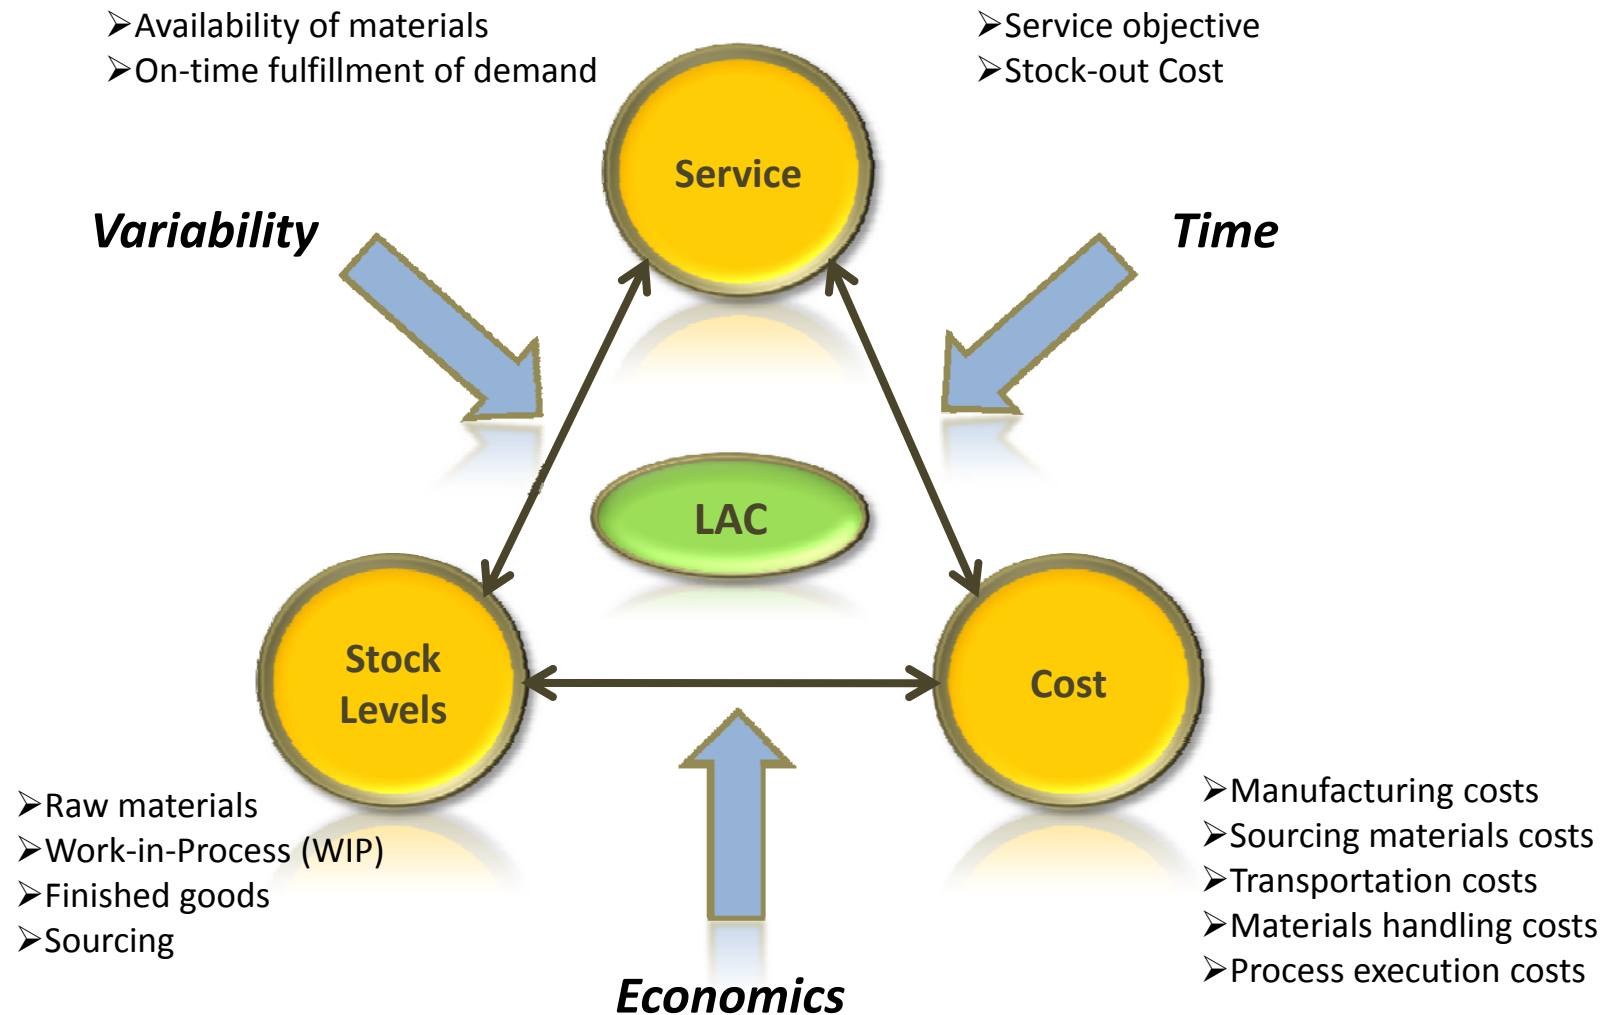 ➢Availability of materials
➢On-time fulfillment of demand
➢Service objective
➢Stock-out Cost
Service
Variability
Time
LAC
Stock
Levels
Cost
➢Raw materials
➢Work-in-Process (WIP)
➢Finished goods
➢Sourcing
➢Manufacturing costs
➢Sourcing materials costs
➢Transportation costs
➢Materials handling costs
➢Process execution costs
Economics